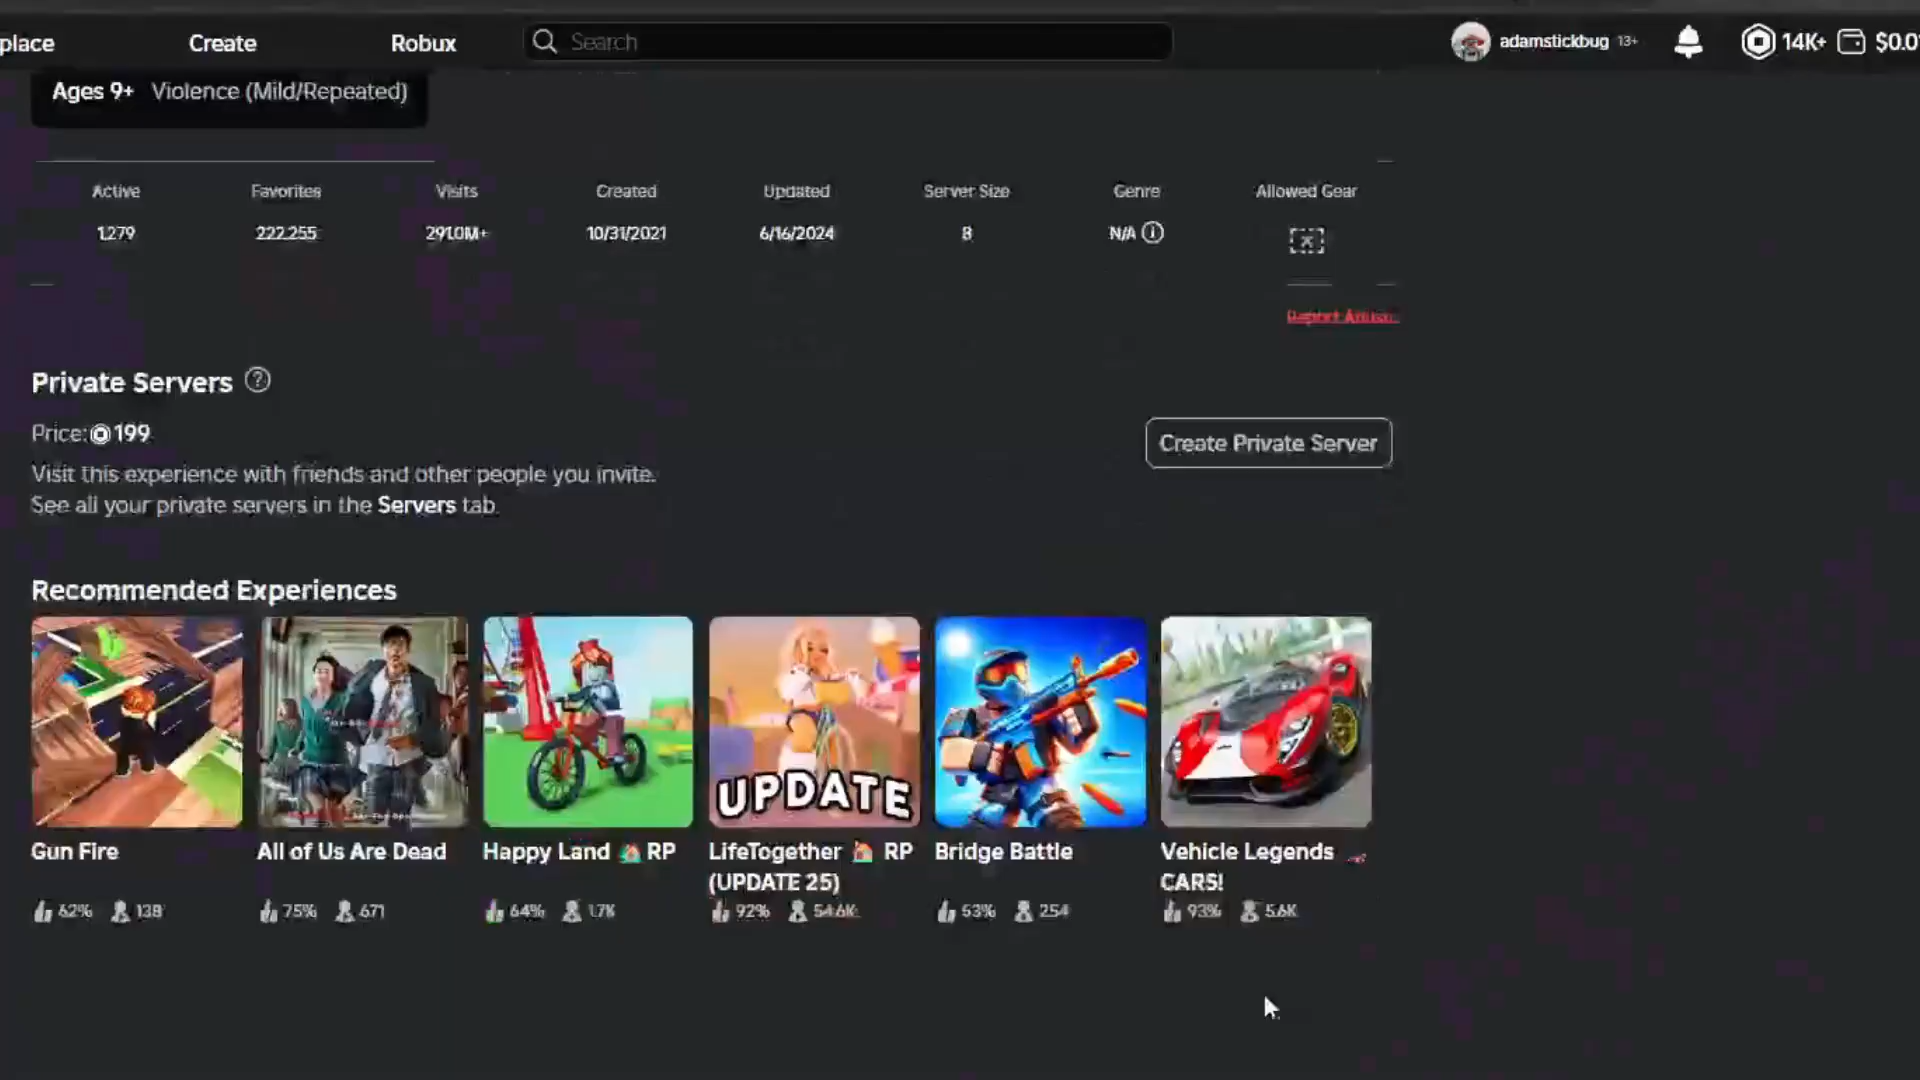 place Create Robux Search adamstickbug 13+ 14K+ $0.0
Ages 9+ Violence (Mild/Repeated)
Active Favorites Visits Created Updated Server Size Genre Allowed Gear
1,279 222,255 291.0M+ 10/31/2021 6/16/2024 8 N/A
Report Abuse
Private Servers
Price: 199
Create Private Server
Visit this experience with friends and other people you invite.
See all your private servers in the Servers tab.
Recommended Experiences
UPDATE
Gun Fire
All of Us Are Dead
Happy Land 🏠 RP
LifeTogether 🏠 RP
(UPDATE 25)
Bridge Battle
Vehicle Legends 🏎️
CARS!
62% 138
75% 671
64% 1.7K
92% 54.6K
53% 254
93% 5.6K